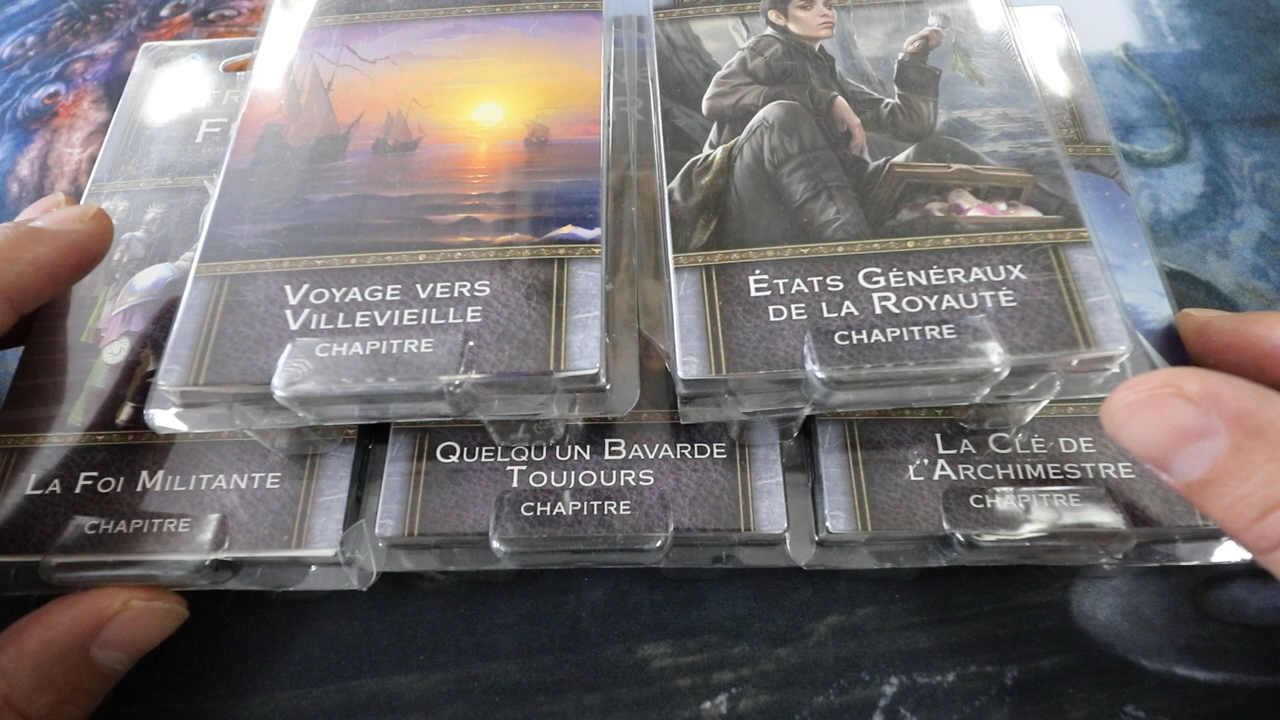 VOYAGE VERS
VILLEVIEILLE
CHAPITRE
ÉTATS GÉNÉRAUX
DE LA ROYAUTÉ
CHAPITRE
LA FOI MILITANTE
CHAPITRE
QUELQU'UN BAVARDE
TOUJOURS
CHAPITRE
LA CLÉ DE
L'ARCHIMESTRE
CHAPITRE